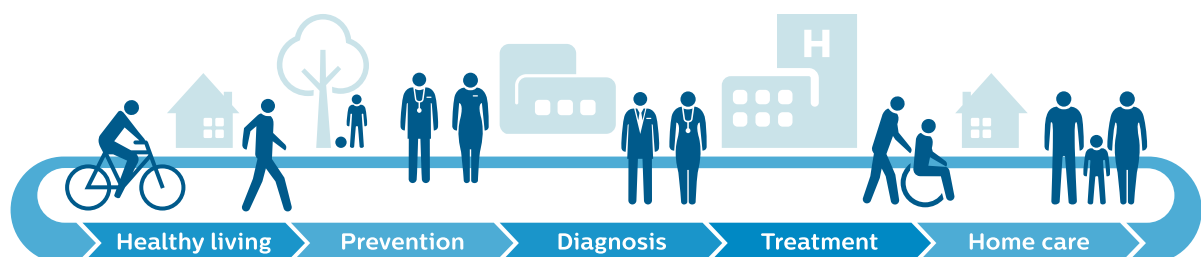 H
Healthy living
Prevention
Diagnosis
Treatment
Home care